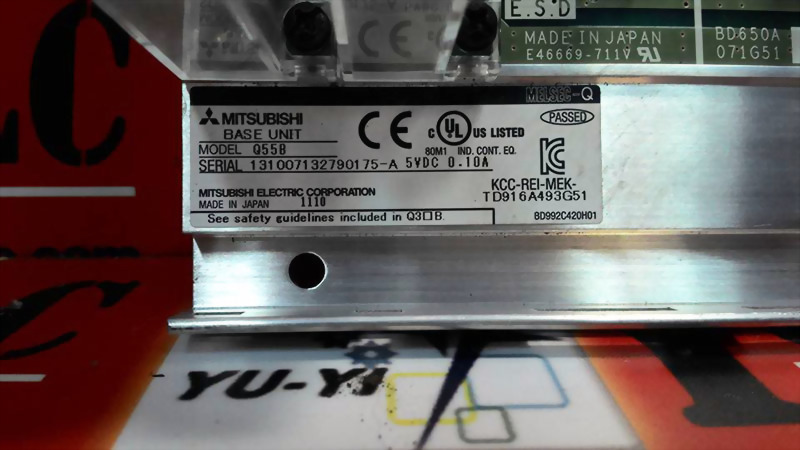 E.S.D
MADE IN JAPAN
E46669-711V
BD650A
071G51
MELSEC-Q
MITSUBISHI
BASE UNIT
CE
C UL US LISTED
80M1 IND. CONT. EQ.
PASSED
MODEL Q55B
SERIAL 131007132790175-A 5VDC 0.10A
KCC-REI-MEK-
TD916A493G51
MITSUBISHI ELECTRIC CORPORATION
MADE IN JAPAN 1110
See safety guidelines included in Q3□B.
BD992C420H01
YU-YI